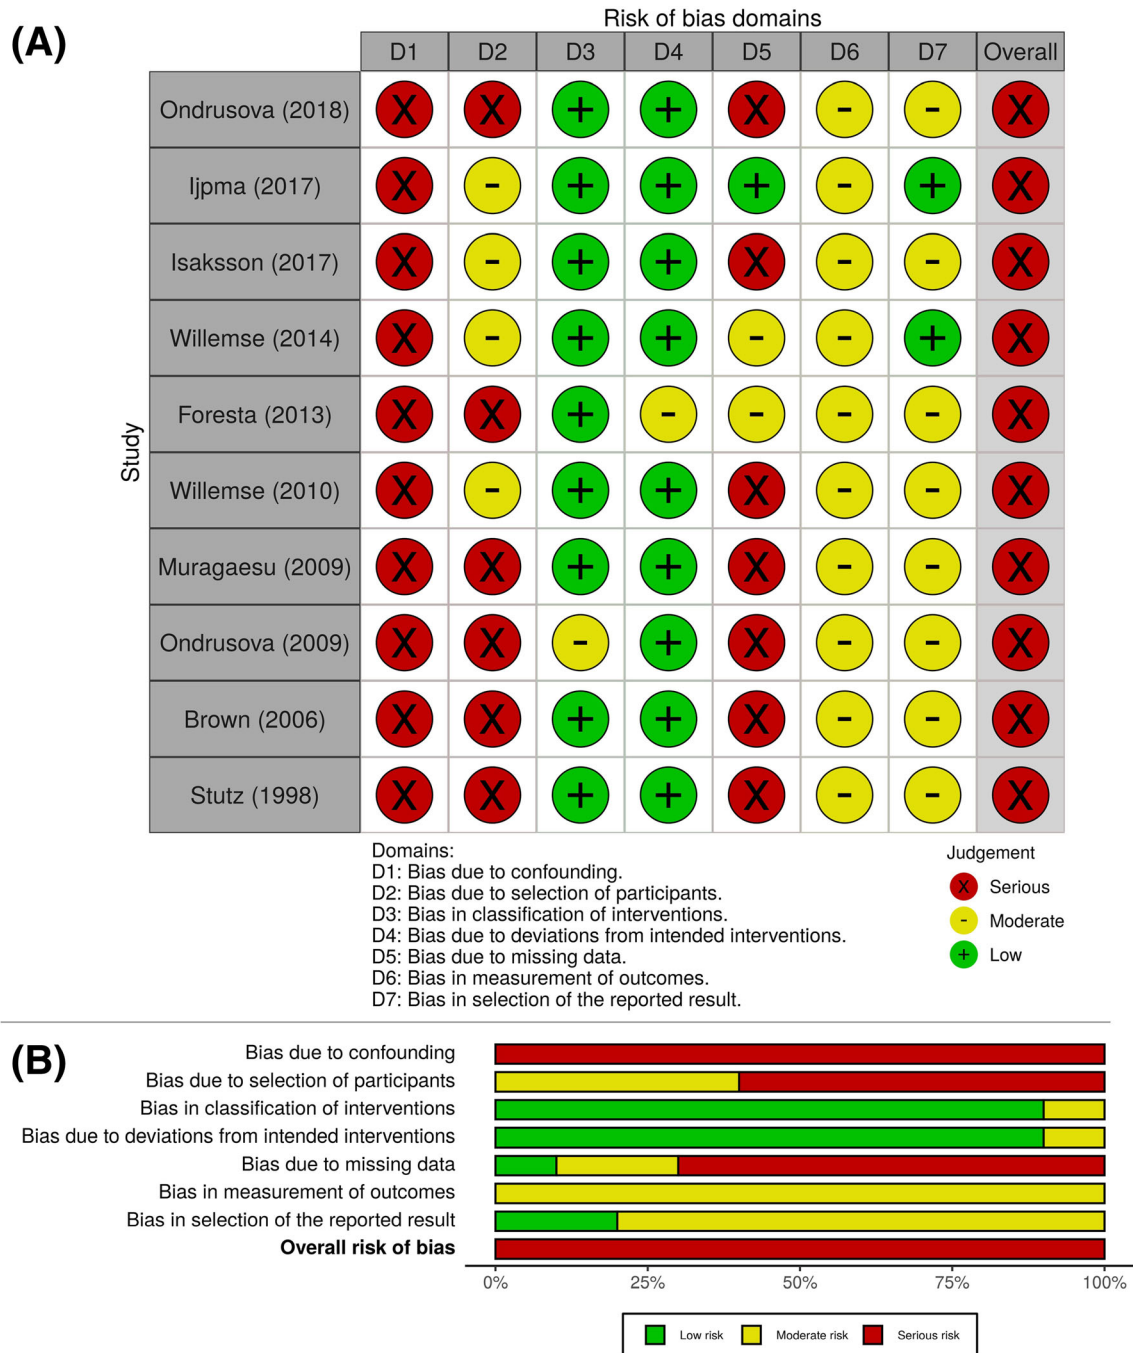 (A)
Risk of bias domains
D1 D2 D3 D4 D5 D6 D7 Overall
Study
Ondrusova (2018) X X + + X - - X
Ijpma (2017) X - + + + - + X
Isaksson (2017) X - + + X - - X
Willemse (2014) X - + + - - + X
Foresta (2013) X X + - - - - X
Willemse (2010) X - + + X - - X
Muragaesu (2009) X X + + X - - X
Ondrusova (2009) X X - + X - - X
Brown (2006) X X + + X - - X
Stutz (1998) X X + + X - - X
Domains:
D1: Bias due to confounding.
D2: Bias due to selection of participants.
D3: Bias in classification of interventions.
D4: Bias due to deviations from intended interventions.
D5: Bias due to missing data.
D6: Bias in measurement of outcomes.
D7: Bias in selection of the reported result.
Judgement
X Serious
- Moderate
+ Low
(B)
Bias due to confounding
Bias due to selection of participants
Bias in classification of interventions
Bias due to deviations from intended interventions
Bias due to missing data
Bias in measurement of outcomes
Bias in selection of the reported result
Overall risk of bias
0% 25% 50% 75% 100%
Low risk Moderate risk Serious risk